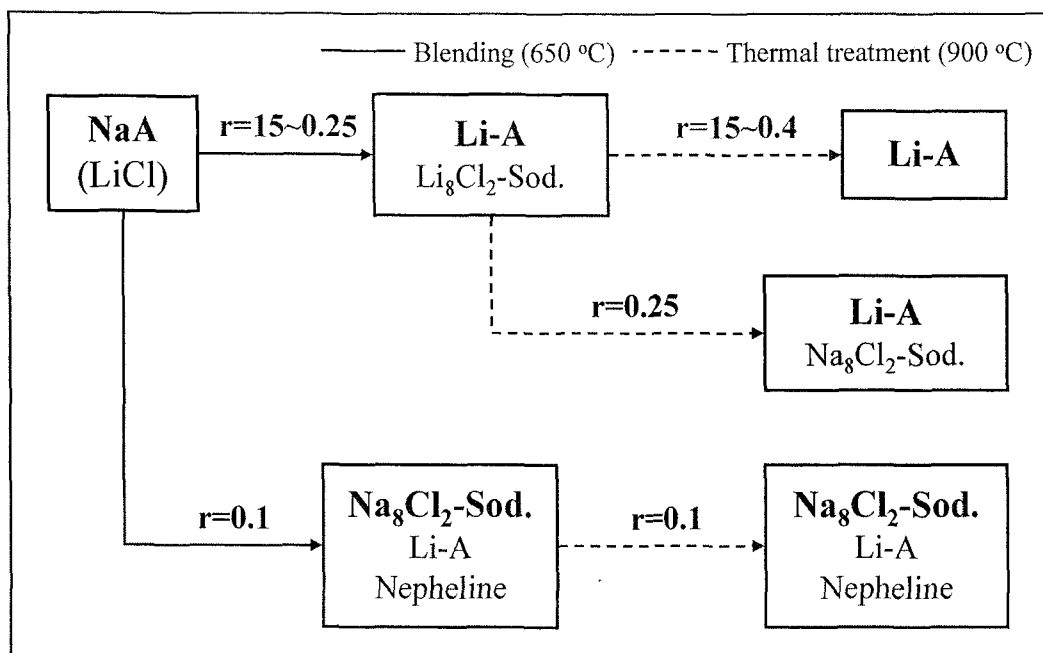 Blending (650 °C) Thermal treatment (900 °C)
NaA
(LiCl)
r=15~0.25
Li-A
Li₈Cl₂-Sod.
r=15~0.4
Li-A
r=0.25
Li-A
Na₈Cl₂-Sod.
r=0.1
Na₈Cl₂-Sod.
Li-A
Nepheline
r=0.1
Na₈Cl₂-Sod.
Li-A
Nepheline